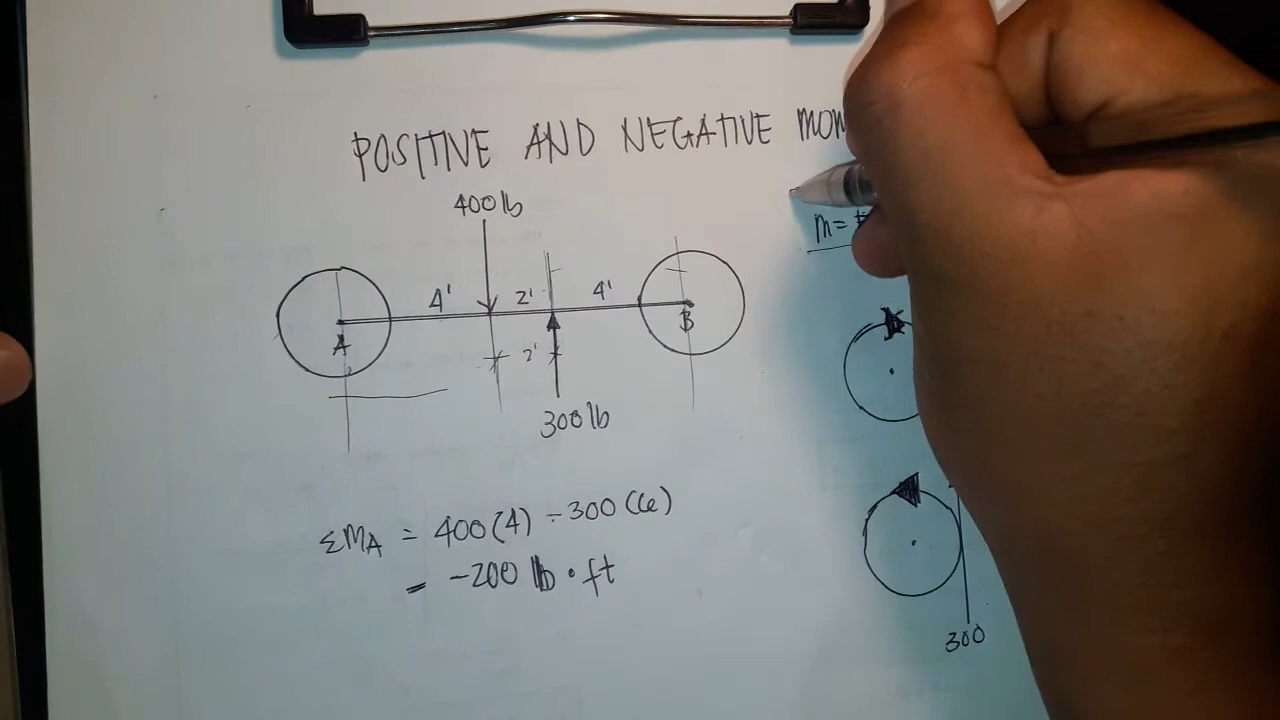 POSITIVE AND NEGATIVE
400 lb
4' 2' 4'
A
B
2'
300 lb
ΣMA = 400(4) - 300(6)
= -200 lb • ft
M =
300